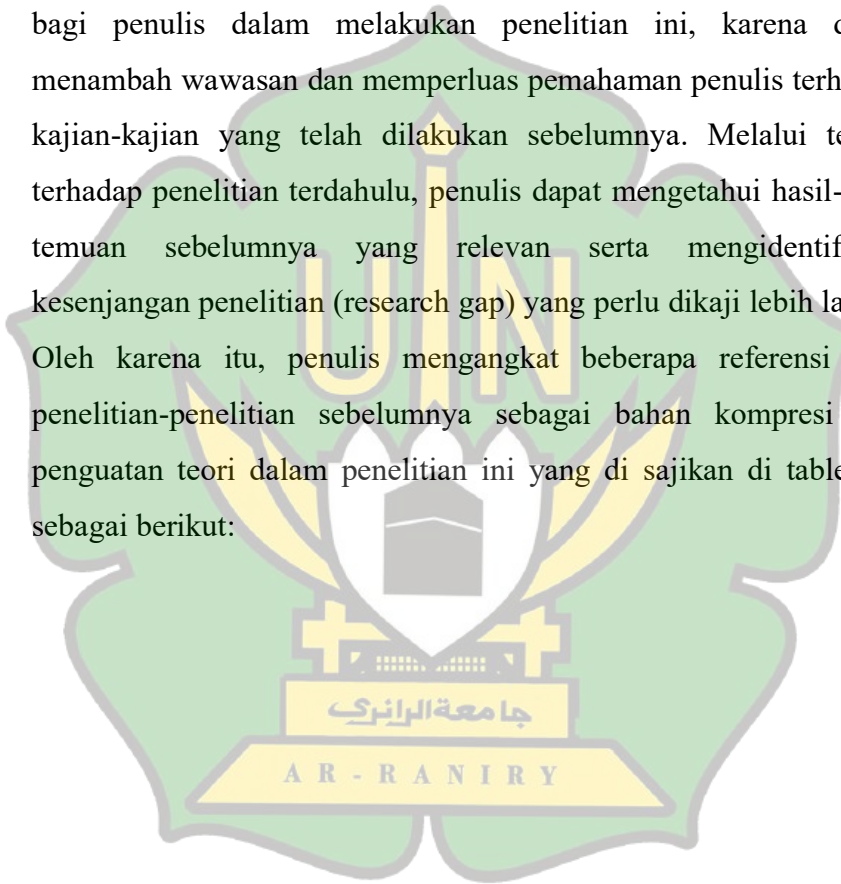 bagi penulis dalam melakukan penelitian ini, karena
menambah wawasan dan memperluas pemahaman penulis
kajian-kajian yang telah dilakukan sebelumnya. Melalui
terhadap penelitian terdahulu, penulis dapat mengetahui hasil-
temuan sebelumnya yang relevan serta
kesenjangan penelitian (research gap) yang perlu dikaji lebih
Oleh karena itu, penulis mengangkat beberapa referensi
penelitian-penelitian sebelumnya sebagai bahan kompresi
penguatan teori dalam penelitian ini yang di sajikan di table
sebagai berikut:
UIN
جامعة الرانري
AR-RANIRY